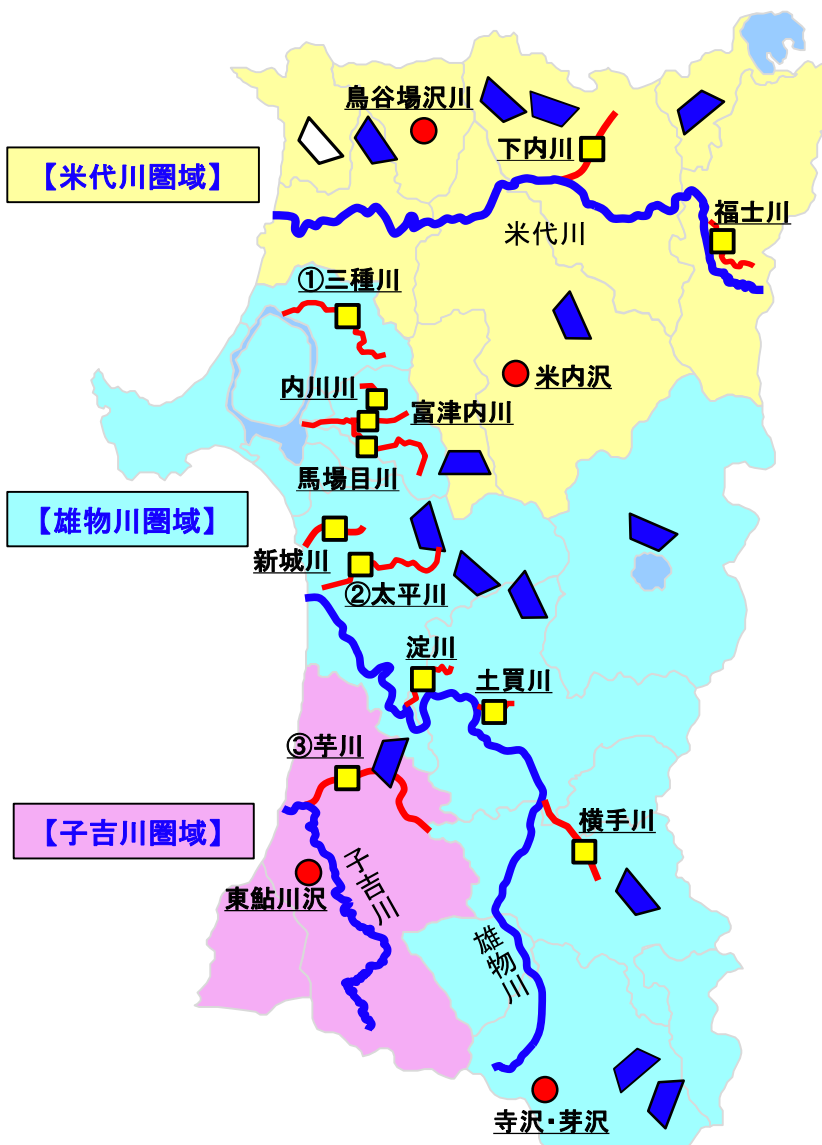 鳥谷場沢川
下内川
【米代川圏域】
福士川
米代川
①三種川
米内沢
内川川
富津内川
馬場目川
【雄物川圏域】
新城川
②太平川
淀川
土買川
③芋川
【子吉川圏域】
横手川
子吉川
東鮎川沢
雄物川
寺沢・芽沢